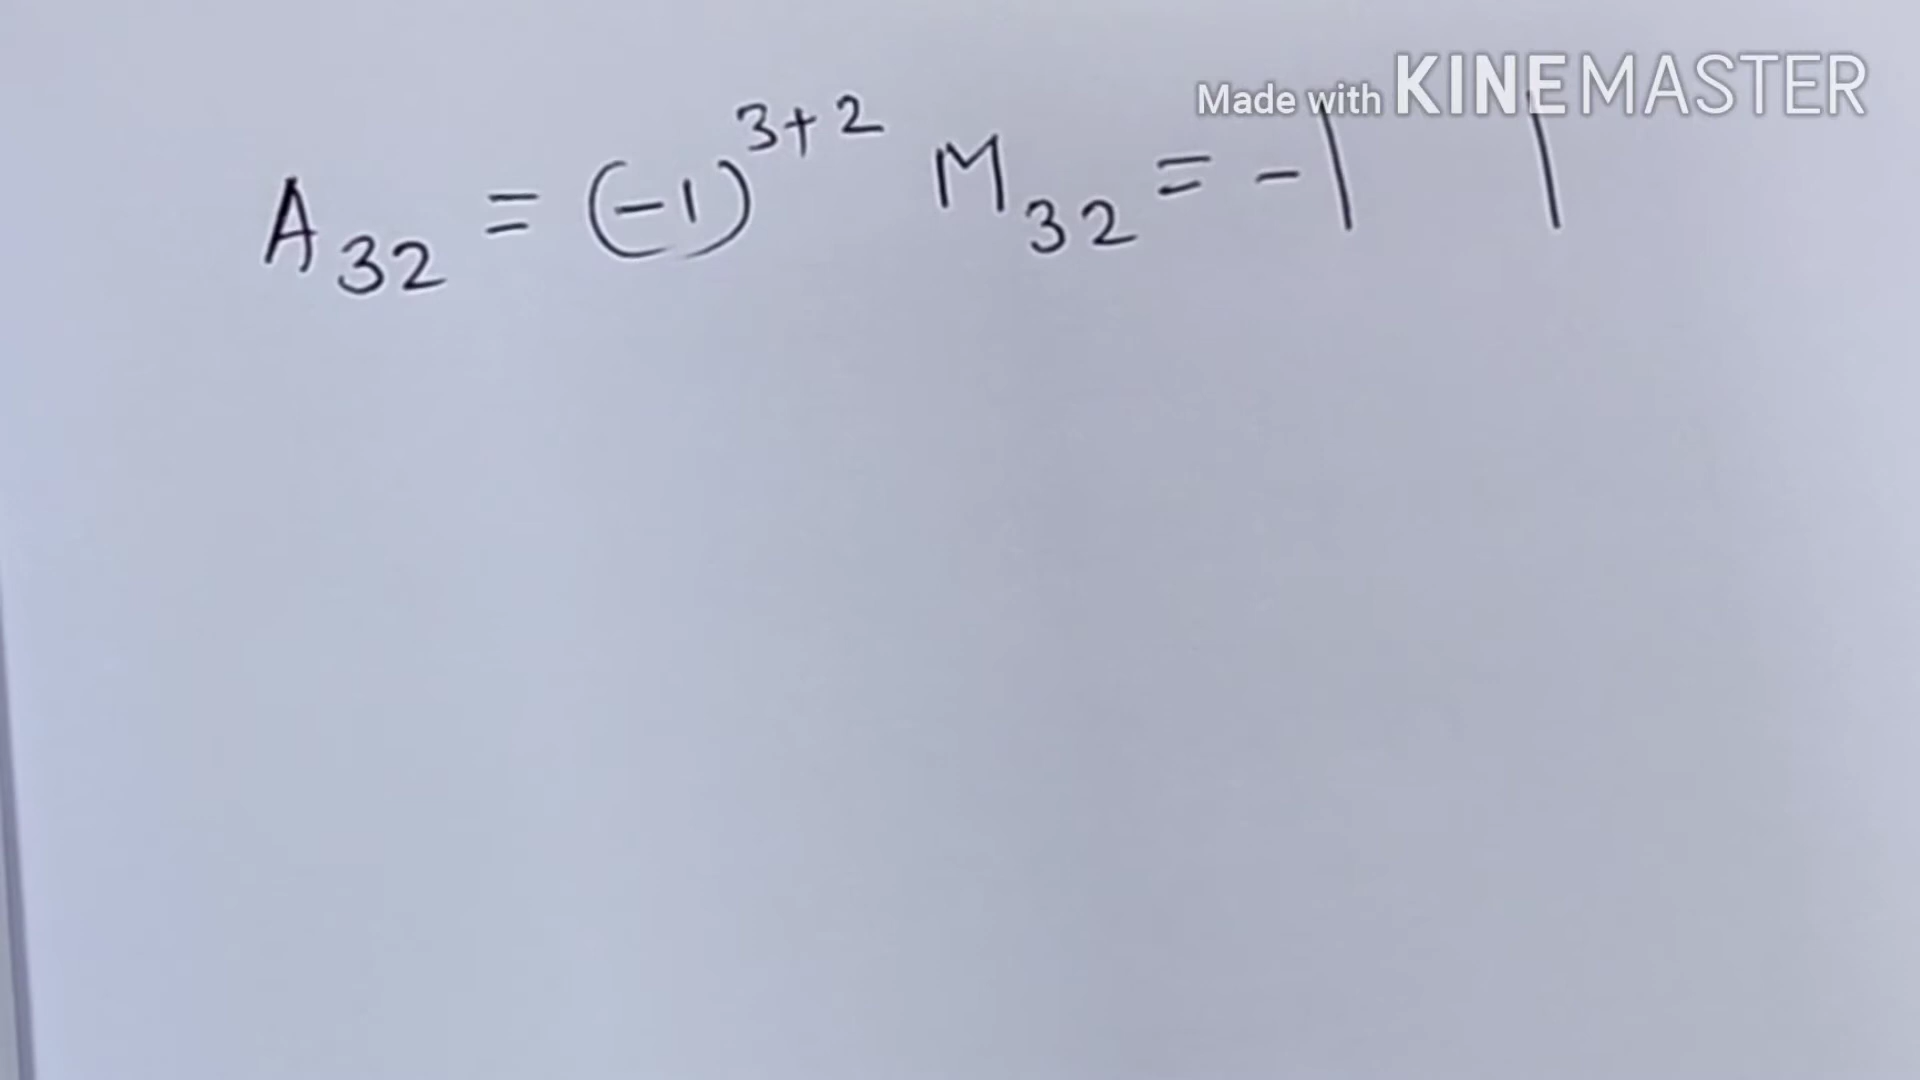 Made with KINEMASTER
A₃₂ = (-1)³⁺² M₃₂ = -| |